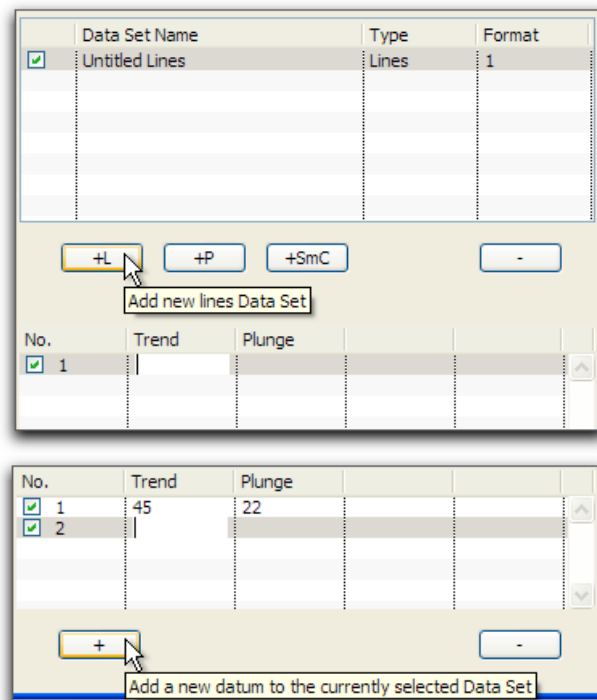 Data Set Name Type Format
Untitled Lines Lines 1
+L +P +SmC -
Add new lines Data Set
No. Trend Plunge
1
No. Trend Plunge
1 45 22
2
+ -
Add a new datum to the currently selected Data Set